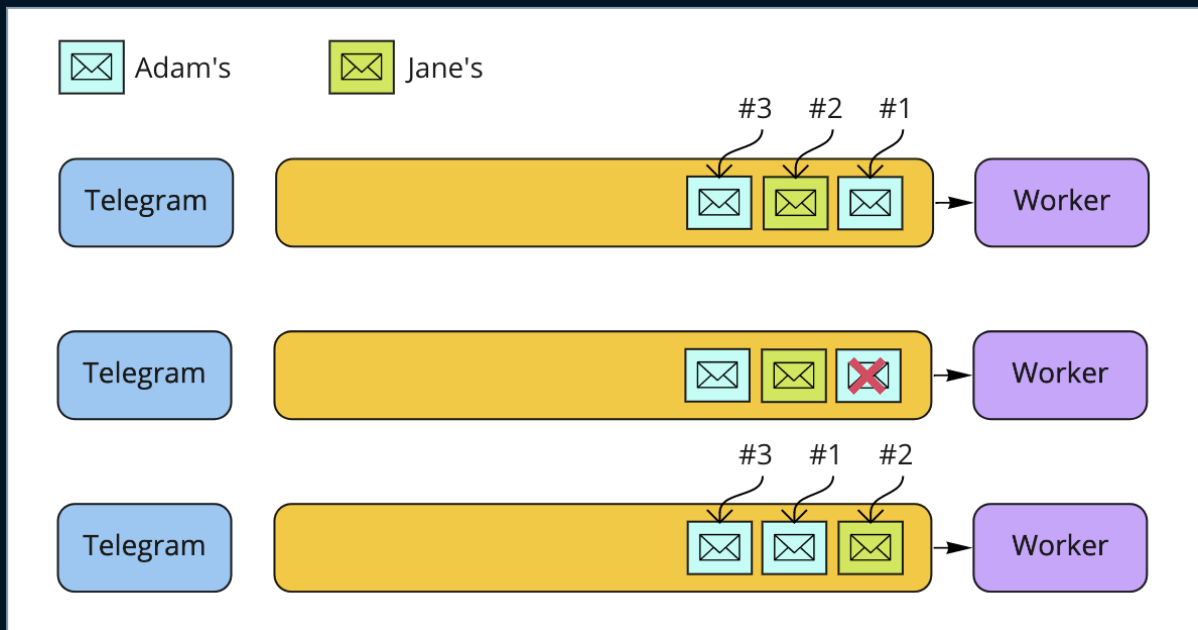 Adam's
Jane's
#3 #2 #1
Telegram
Worker
Telegram
Worker
#3 #1 #2
Telegram
Worker